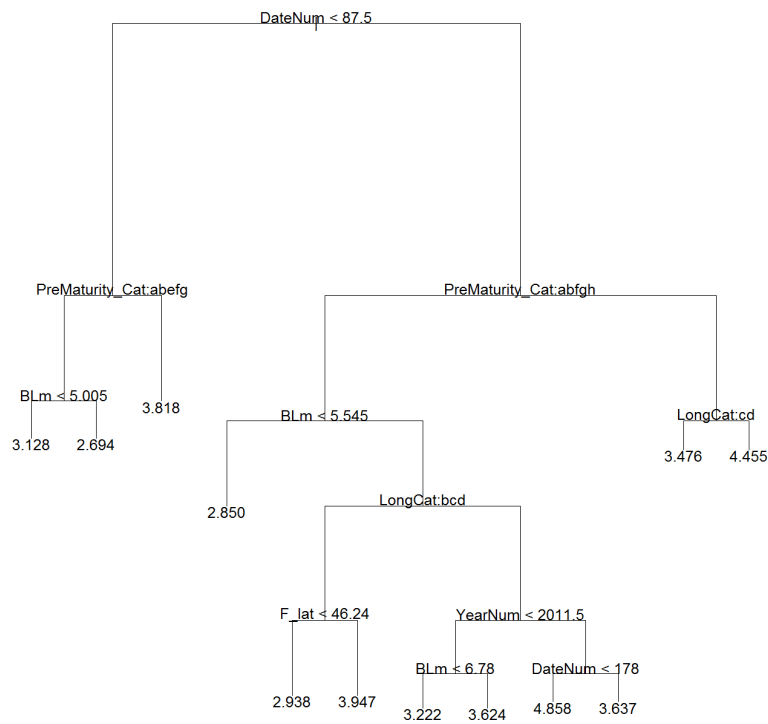 DateNum < 87.5
PreMaturity_Cat:abefg
PreMaturity_Cat:abfgh
BLm < 5.005
3.818
BLm < 5.545
LongCat:cd
3.128
2.694
3.476
4.455
LongCat:bcd
2.850
F_lat < 46.24
YearNum < 2011.5
BLm < 6.78
DateNum < 178
2.938
3.947
4.858
3.637
3.222
3.624